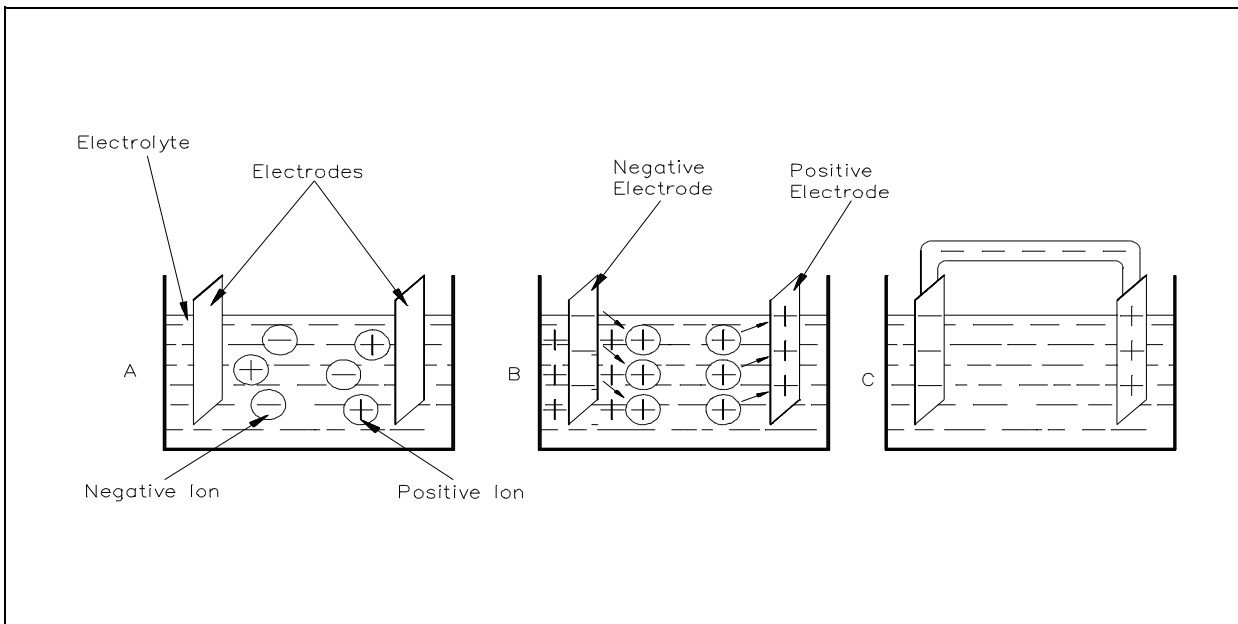 Electrolyte
Electrodes
Negative
Electrode
Positive
Electrode
A
B
C
Negative Ion
Positive Ion